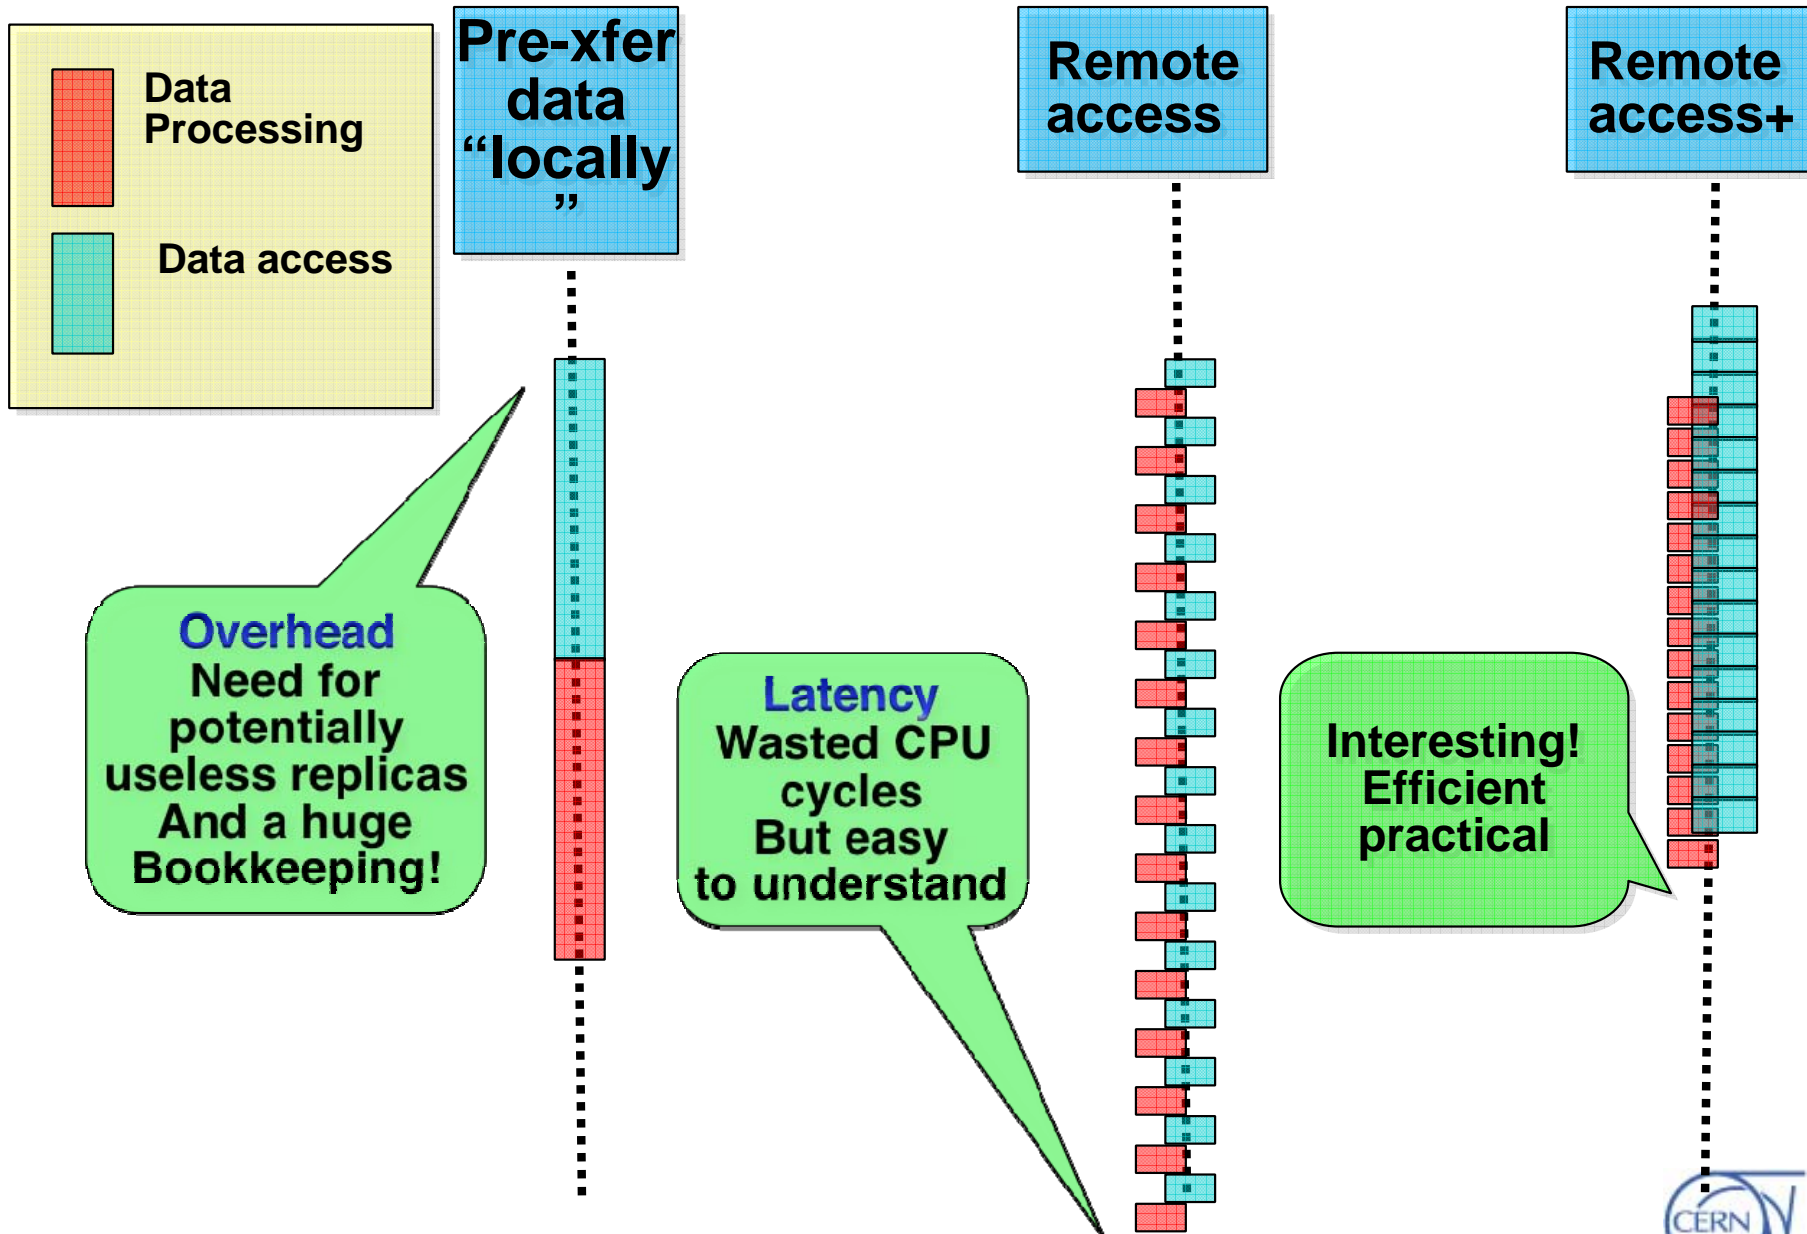 Data
Processing
Data access
Pre-xfer
data
“locally
”
Remote
access
Remote
access+
Overhead
Need for
potentially
useless replicas
And a huge
Bookkeeping!
Latency
Wasted CPU
cycles
But easy
to understand
Interesting!
Efficient
practical
CERN